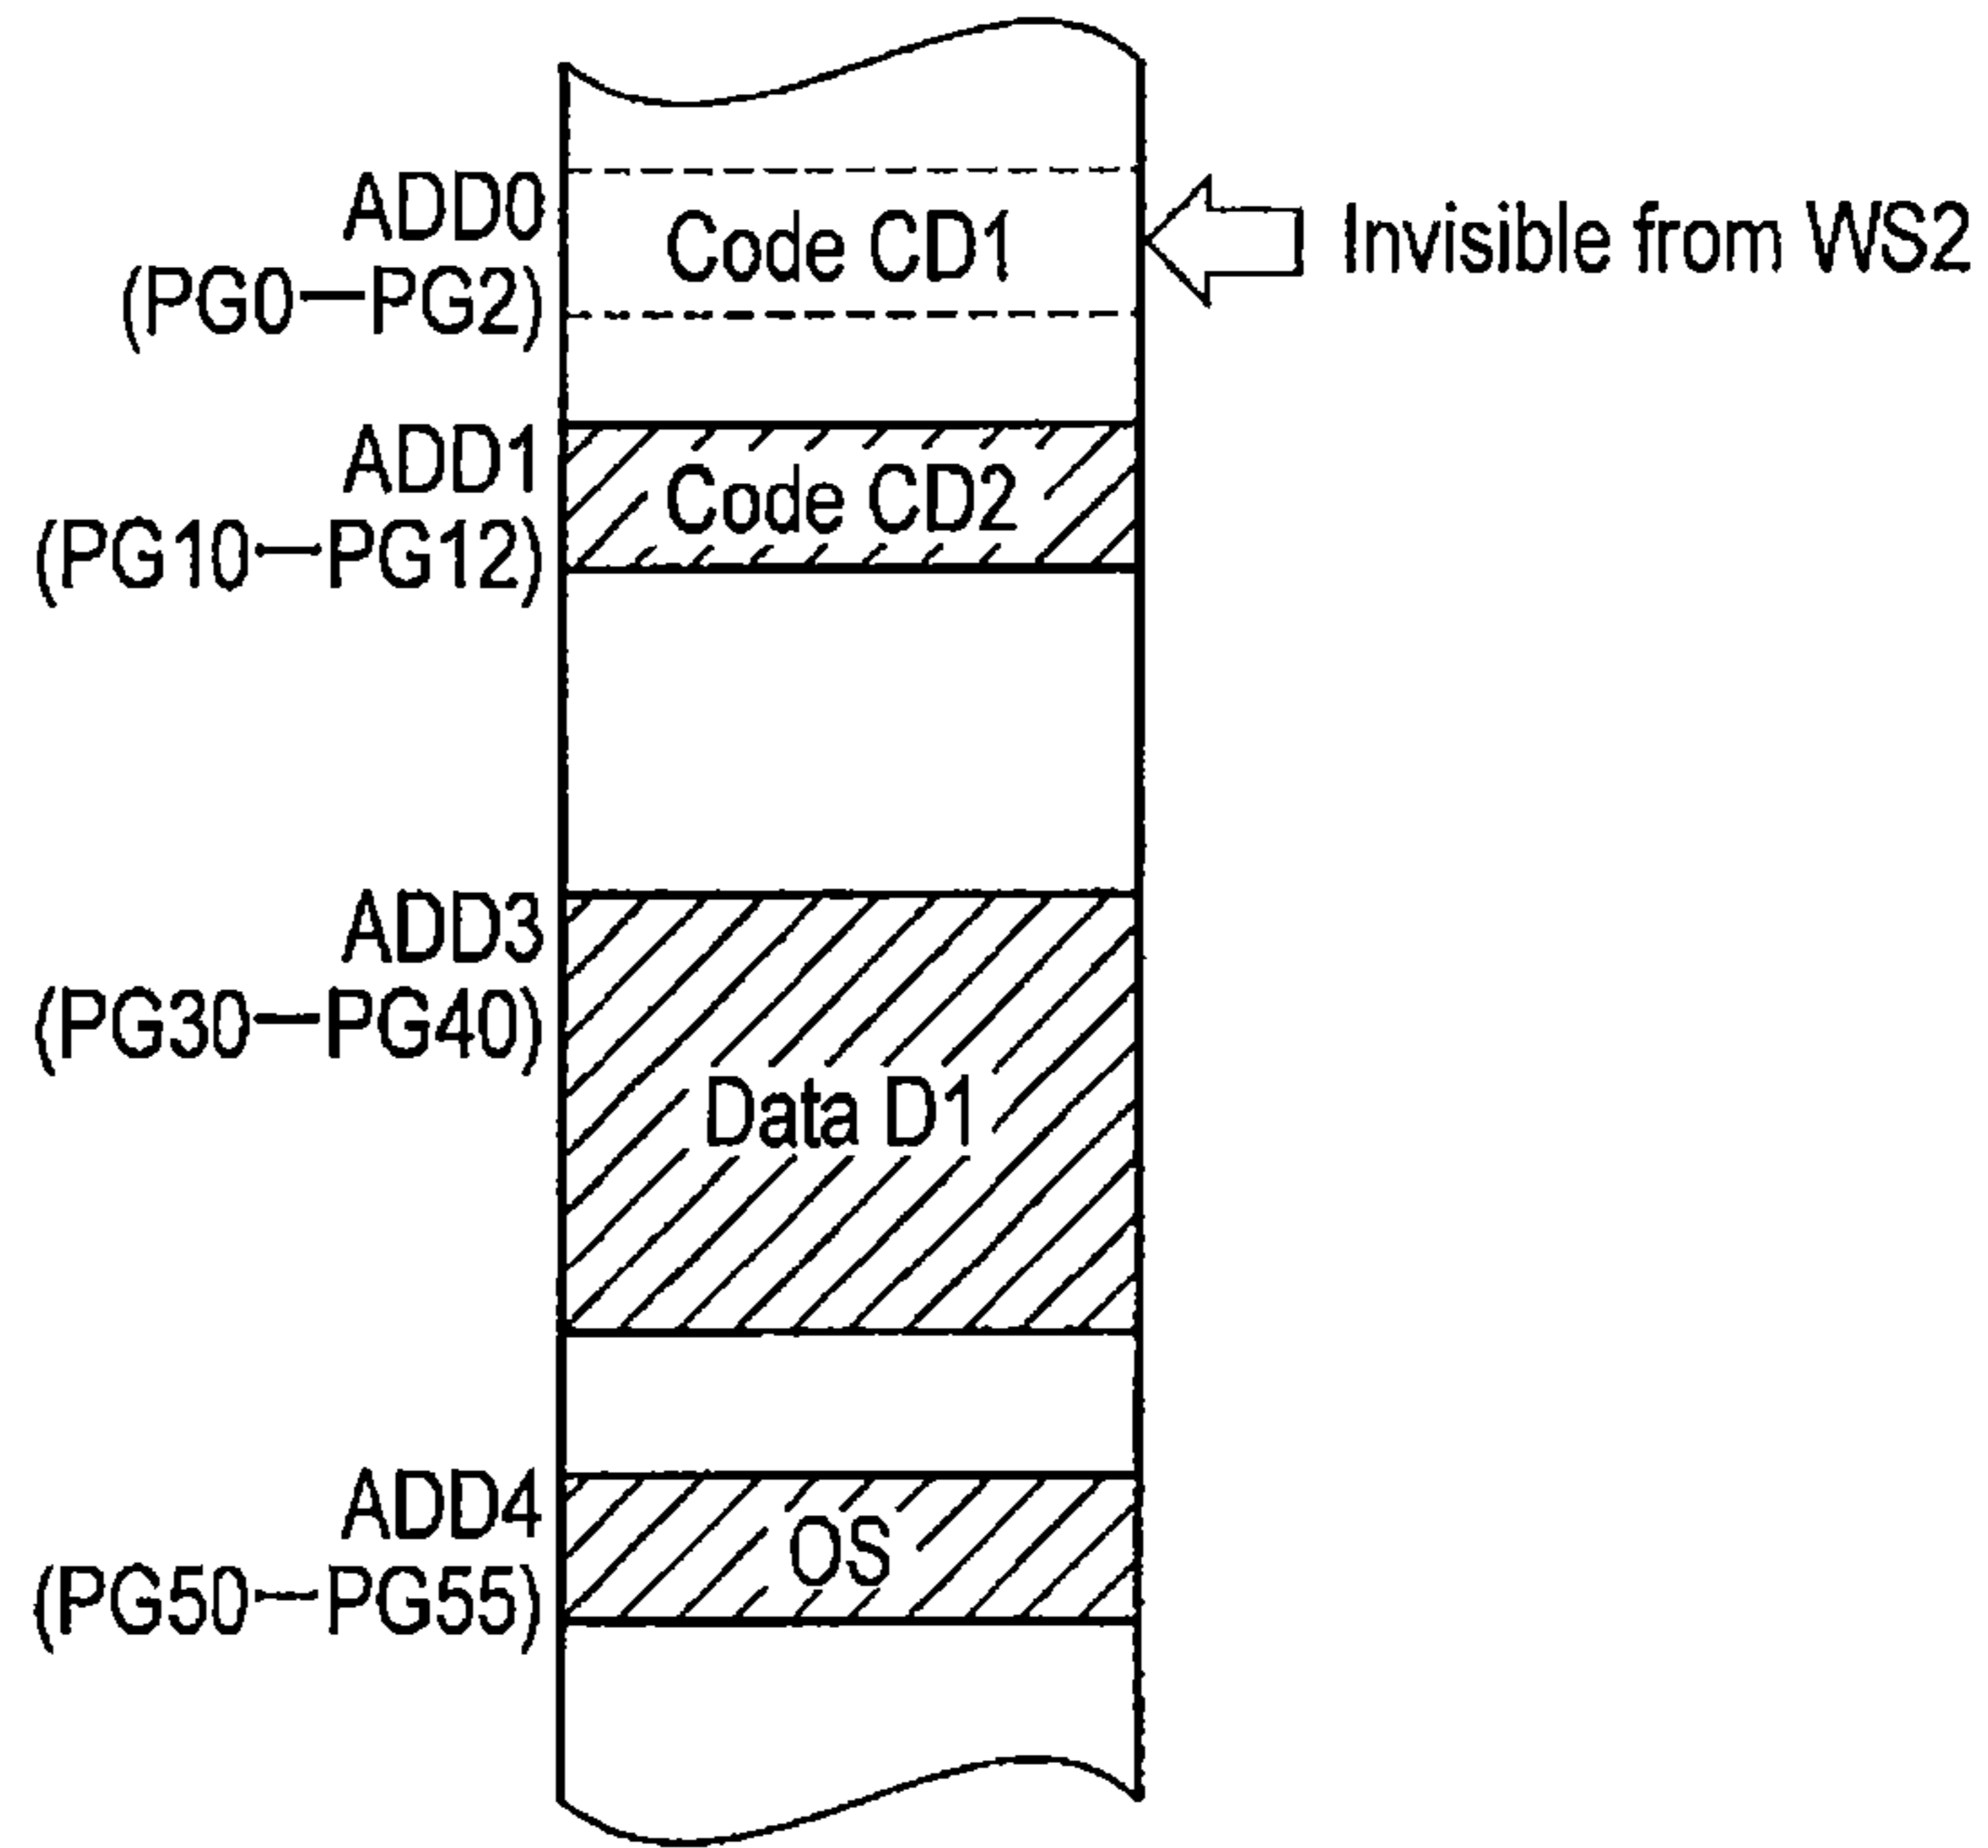 ADD0
(PG0—PG2)
Code CD1
Invisible from WS2
ADD1
(PG10—PG12)
Code CD2
ADD3
(PG30—PG40)
Data D1
ADD4
(PG50—PG55)
OS